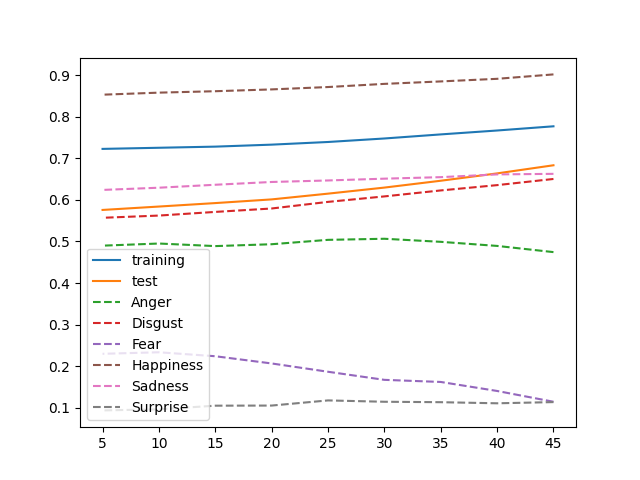 0.9
0.8
0.7
0.6
0.5
0.4
0.3
0.2
0.1
training
test
Anger
Disgust
Fear
Happiness
Sadness
Surprise
5 10 15 20 25 30 35 40 45